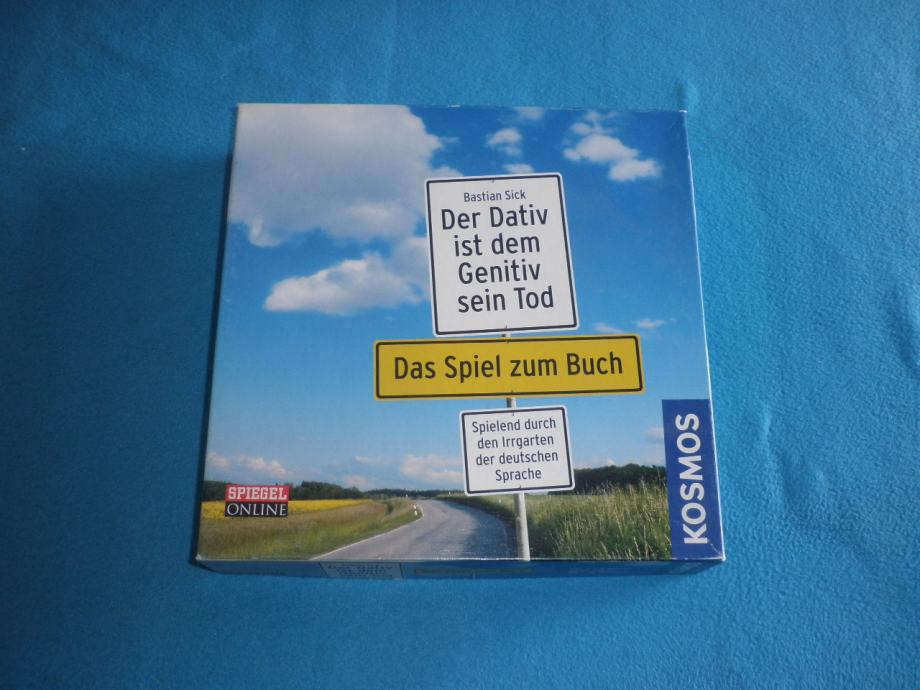 Bastian Sick
Der Dativ
ist dem
Genitiv
sein Tod
Das Spiel zum Buch
Spielend durch
den Irrgarten
der deutschen
Sprache
SPIEGEL
ONLINE
KOSMOS